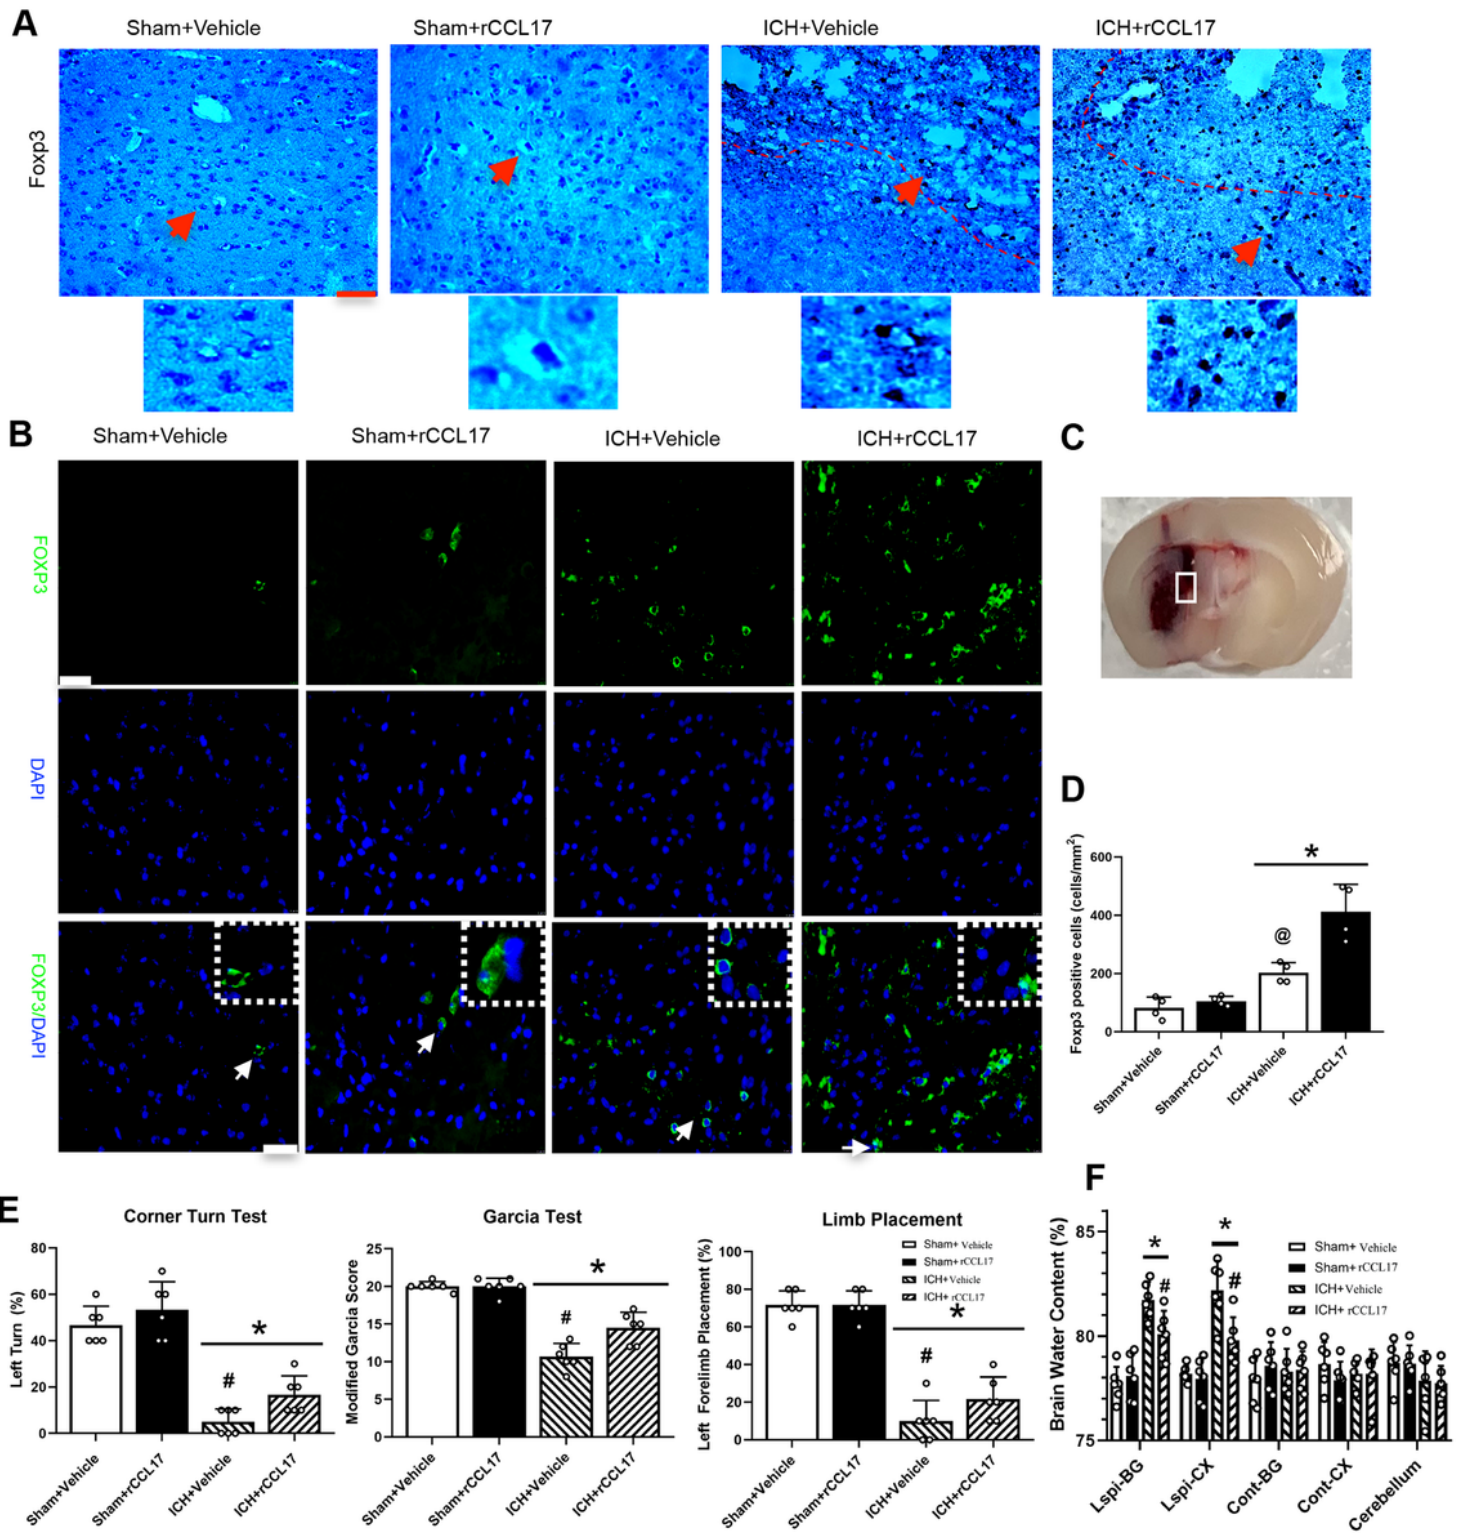 A
Sham+Vehicle
Sham+rCCL17
ICH+Vehicle
ICH+rCCL17
Foxp3
B
Sham+Vehicle
Sham+rCCL17
ICH+Vehicle
ICH+rCCL17
FOXP3
DAPI
FOXP3/DAPI
C
D
Foxp3 positive cells (cells/mm²)
600
400
200
0
*
@
Sham+Vehicle
Sham+rCCL17
ICH+Vehicle
ICH+rCCL17
E
Corner Turn Test
Left Turn (%)
80
60
40
20
0
*
#
Sham+Vehicle
Sham+rCCL17
ICH+Vehicle
ICH+rCCL17
Garcia Test
Modified Garcia Score
25
20
15
10
5
0
*
#
Sham+Vehicle
Sham+rCCL17
ICH+Vehicle
ICH+rCCL17
Limb Placement
Left Forelimb Placement (%)
100
80
60
40
20
0
Sham+ Vehicle
Sham+ rCCL17
ICH+Vehicle
ICH+ rCCL17
*
#
Sham+Vehicle
Sham+rCCL17
ICH+Vehicle
ICH+rCCL17
F
Brain Water Content (%)
85
80
75
*
#
*
#
Sham+ Vehicle
Sham+ rCCL17
ICH+Vehicle
ICH+ rCCL17
Lspi-BG
Lspi-CX
Cont-BG
Cont-CX
Cerebellum